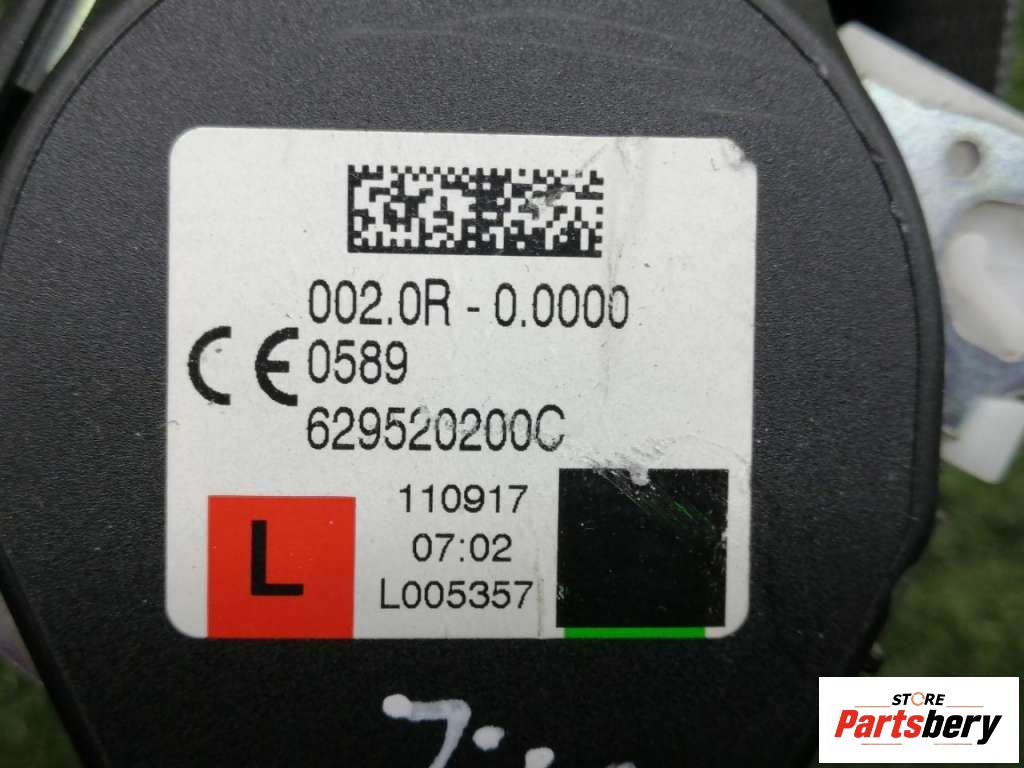 002.0R - 0.0000
CE 0589
629520200C
110917
07:02
L
L005357
STORE
Partsbery